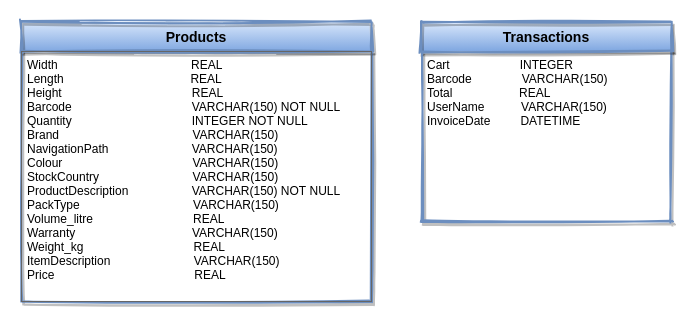 Products
Width REAL
Length REAL
Height REAL
Barcode VARCHAR(150) NOT NULL
Quantity INTEGER NOT NULL
Brand VARCHAR(150)
NavigationPath VARCHAR(150)
Colour VARCHAR(150)
StockCountry VARCHAR(150)
ProductDescription VARCHAR(150) NOT NULL
PackType VARCHAR(150)
Volume_litre REAL
Warranty VARCHAR(150)
Weight_kg REAL
ItemDescription VARCHAR(150)
Price REAL
Transactions
Cart INTEGER
Barcode VARCHAR(150)
Total REAL
UserName VARCHAR(150)
InvoiceDate DATETIME